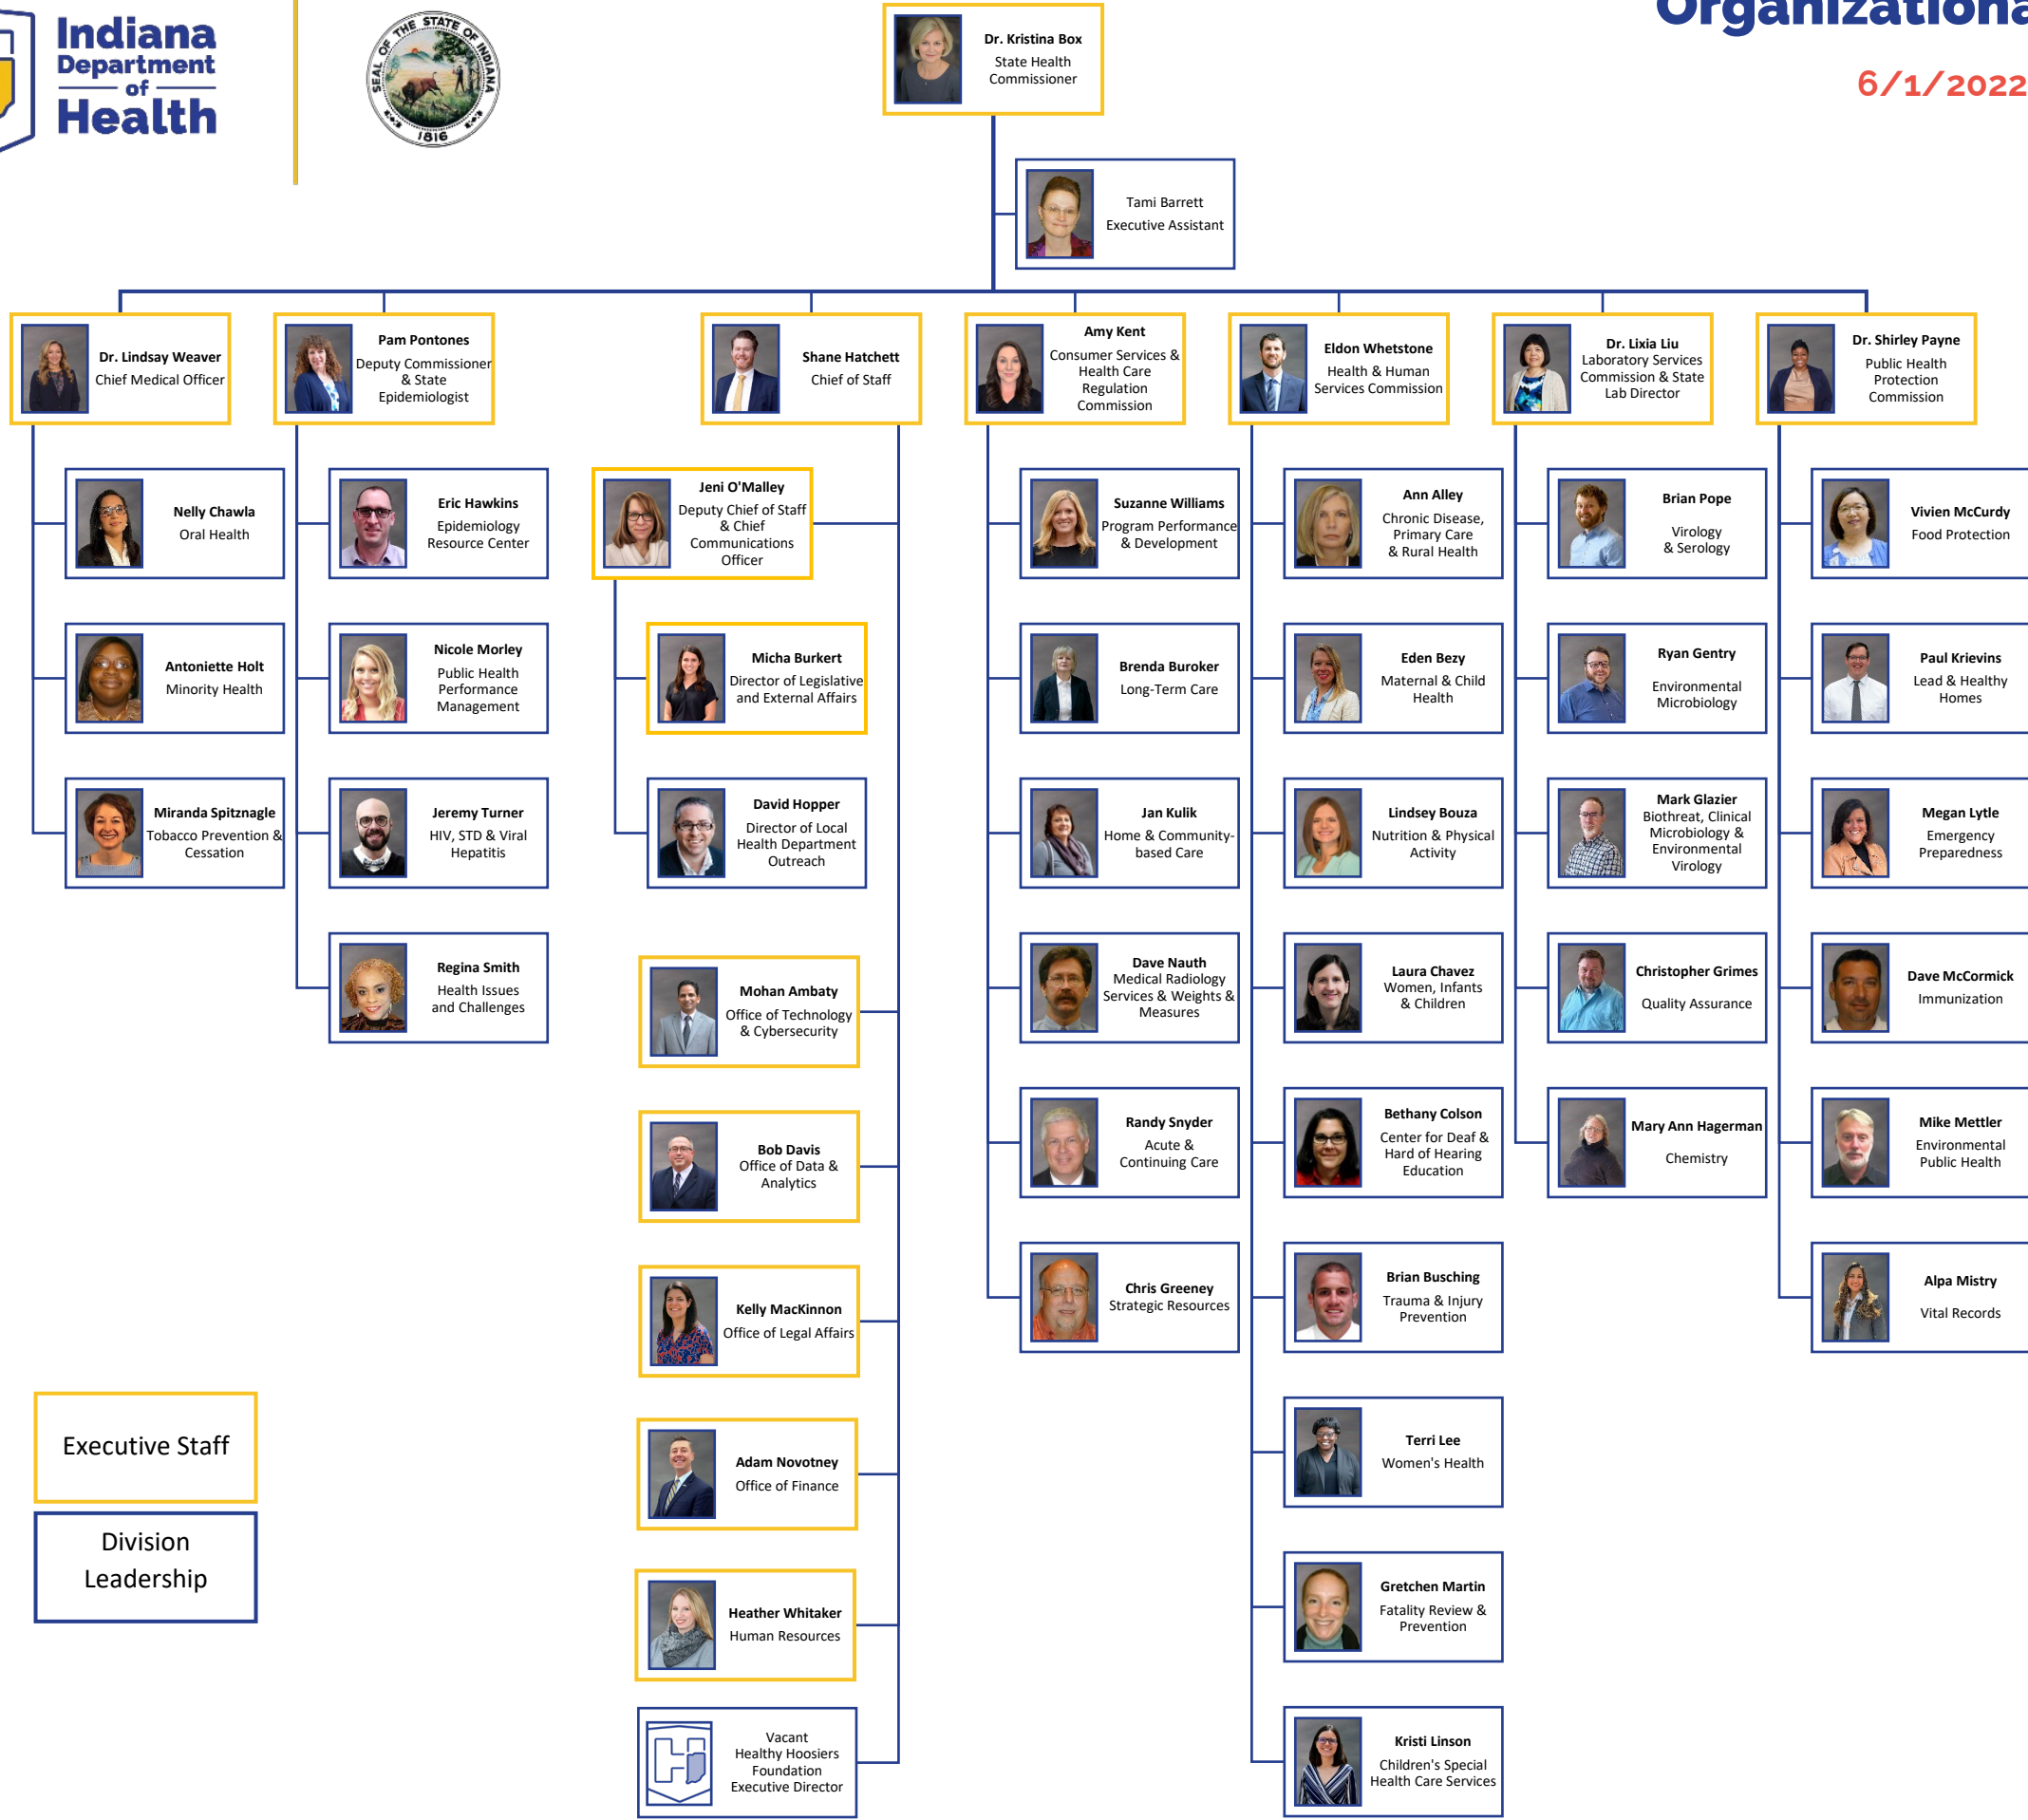 Indiana
Department
of
Health
SEAL OF THE STATE OF INDIANA
1816
Organizationa
6/1/2022
Dr. Kristina Box
State Health
Commissioner
Tami Barrett
Executive Assistant
Dr. Lindsay Weaver
Chief Medical Officer
Pam Pontones
Deputy Commissioner
& State
Epidemiologist
Shane Hatchett
Chief of Staff
Amy Kent
Consumer Services &
Health Care
Regulation
Commission
Eldon Whetstone
Health & Human
Services Commission
Dr. Lixia Liu
Laboratory Services
Commission & State
Lab Director
Dr. Shirley Payne
Public Health
Protection
Commission
Nelly Chawla
Oral Health
Antoniette Holt
Minority Health
Miranda Spitznagle
Tobacco Prevention &
Cessation
Eric Hawkins
Epidemiology
Resource Center
Nicole Morley
Public Health
Performance
Management
Jeremy Turner
HIV, STD & Viral
Hepatitis
Regina Smith
Health Issues
and Challenges
Jeni O'Malley
Deputy Chief of Staff
& Chief
Communications
Officer
Micha Burkert
Director of Legislative
and External Affairs
David Hopper
Director of Local
Health Department
Outreach
Mohan Ambaty
Office of Technology
& Cybersecurity
Bob Davis
Office of Data &
Analytics
Kelly MacKinnon
Office of Legal Affairs
Adam Novotney
Office of Finance
Heather Whitaker
Human Resources
Vacant
Healthy Hoosiers
Foundation
Executive Director
Suzanne Williams
Program Performance
& Development
Brenda Buroker
Long-Term Care
Jan Kulik
Home & Community-
based Care
Dave Nauth
Medical Radiology
Services & Weights &
Measures
Randy Snyder
Acute &
Continuing Care
Chris Greeney
Strategic Resources
Ann Alley
Chronic Disease,
Primary Care
& Rural Health
Eden Bezy
Maternal & Child
Health
Lindsey Bouza
Nutrition & Physical
Activity
Laura Chavez
Women, Infants
& Children
Bethany Colson
Center for Deaf &
Hard of Hearing
Education
Brian Busching
Trauma & Injury
Prevention
Terri Lee
Women's Health
Gretchen Martin
Fatality Review &
Prevention
Kristi Linson
Children's Special
Health Care Services
Brian Pope
Virology
& Serology
Ryan Gentry
Environmental
Microbiology
Mark Glazier
Biothreat, Clinical
Microbiology &
Environmental
Virology
Christopher Grimes
Quality Assurance
Mary Ann Hagerman
Chemistry
Vivien McCurdy
Food Protection
Paul Krievins
Lead & Healthy
Homes
Megan Lytle
Emergency
Preparedness
Dave McCormick
Immunization
Mike Mettler
Environmental
Public Health
Alpa Mistry
Vital Records
Executive Staff
Division
Leadership